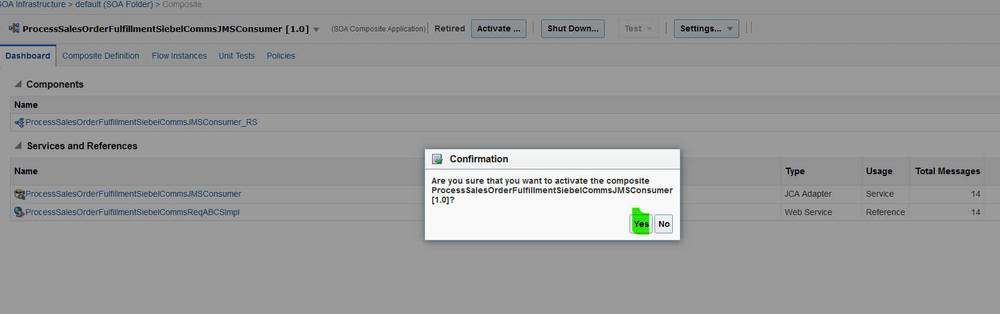 SOA Infrastructure > default (SOA Folder) > Composite
ProcessSalesOrderFulfillmentSiebelCommsJMSConsumer [1.0] (SOA Composite Application) Retired Activate ... Shut Down... Test Settings...
Dashboard Composite Definition Flow Instances Unit Tests Policies
Components
Name
ProcessSalesOrderFulfillmentSiebelCommsJMSConsumer_RS
Services and References
Name Type Usage Total Messages
ProcessSalesOrderFulfillmentSiebelCommsJMSConsumer JCA Adapter Service 14
ProcessSalesOrderFulfillmentSiebelCommsReqABCSImpl Web Service Reference 14
Confirmation
Are you sure that you want to activate the composite
ProcessSalesOrderFulfillmentSiebelCommsJMSConsumer
[1.0]?
Yes No